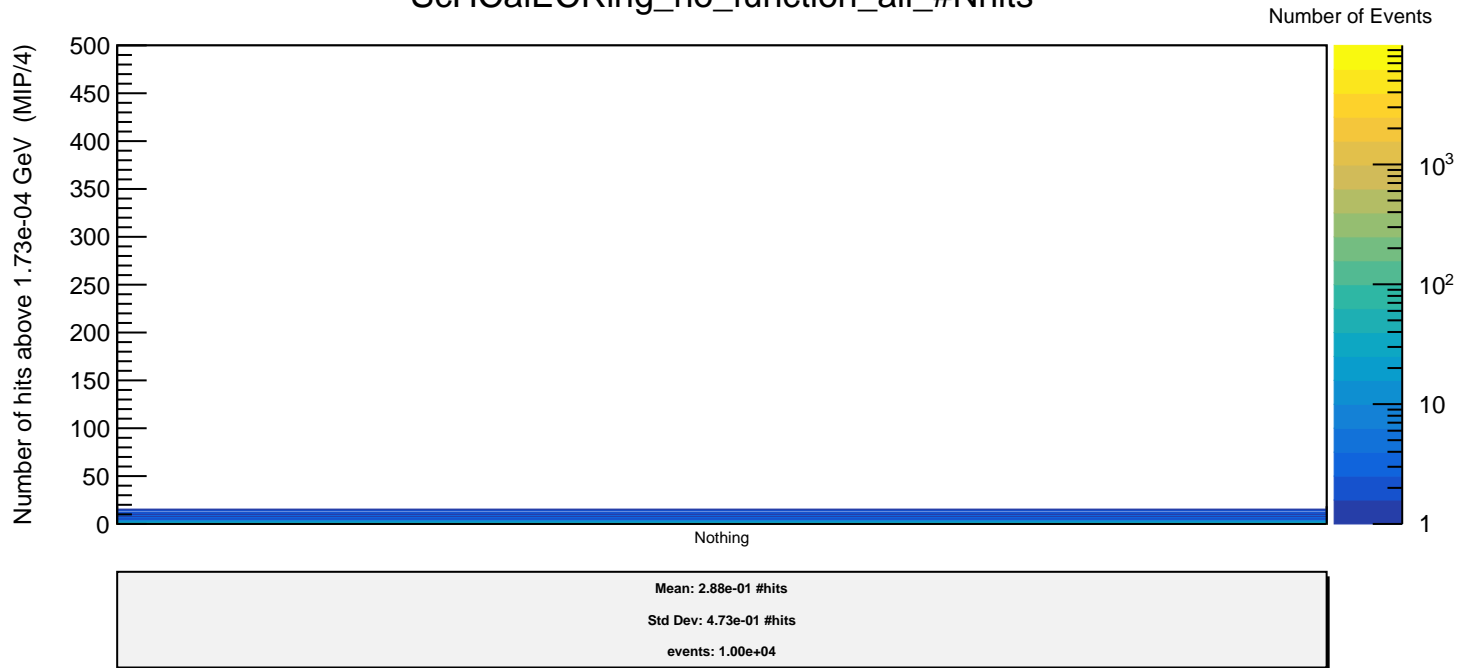 Number of Events
Number of hits above 1.73e-04 GeV (MIP/4)
500
450
400
350
300
250
200
150
100
50
0
10³
10²
10
1
Nothing
Mean: 2.88e-01 #hits
Std Dev: 4.73e-01 #hits
events: 1.00e+04